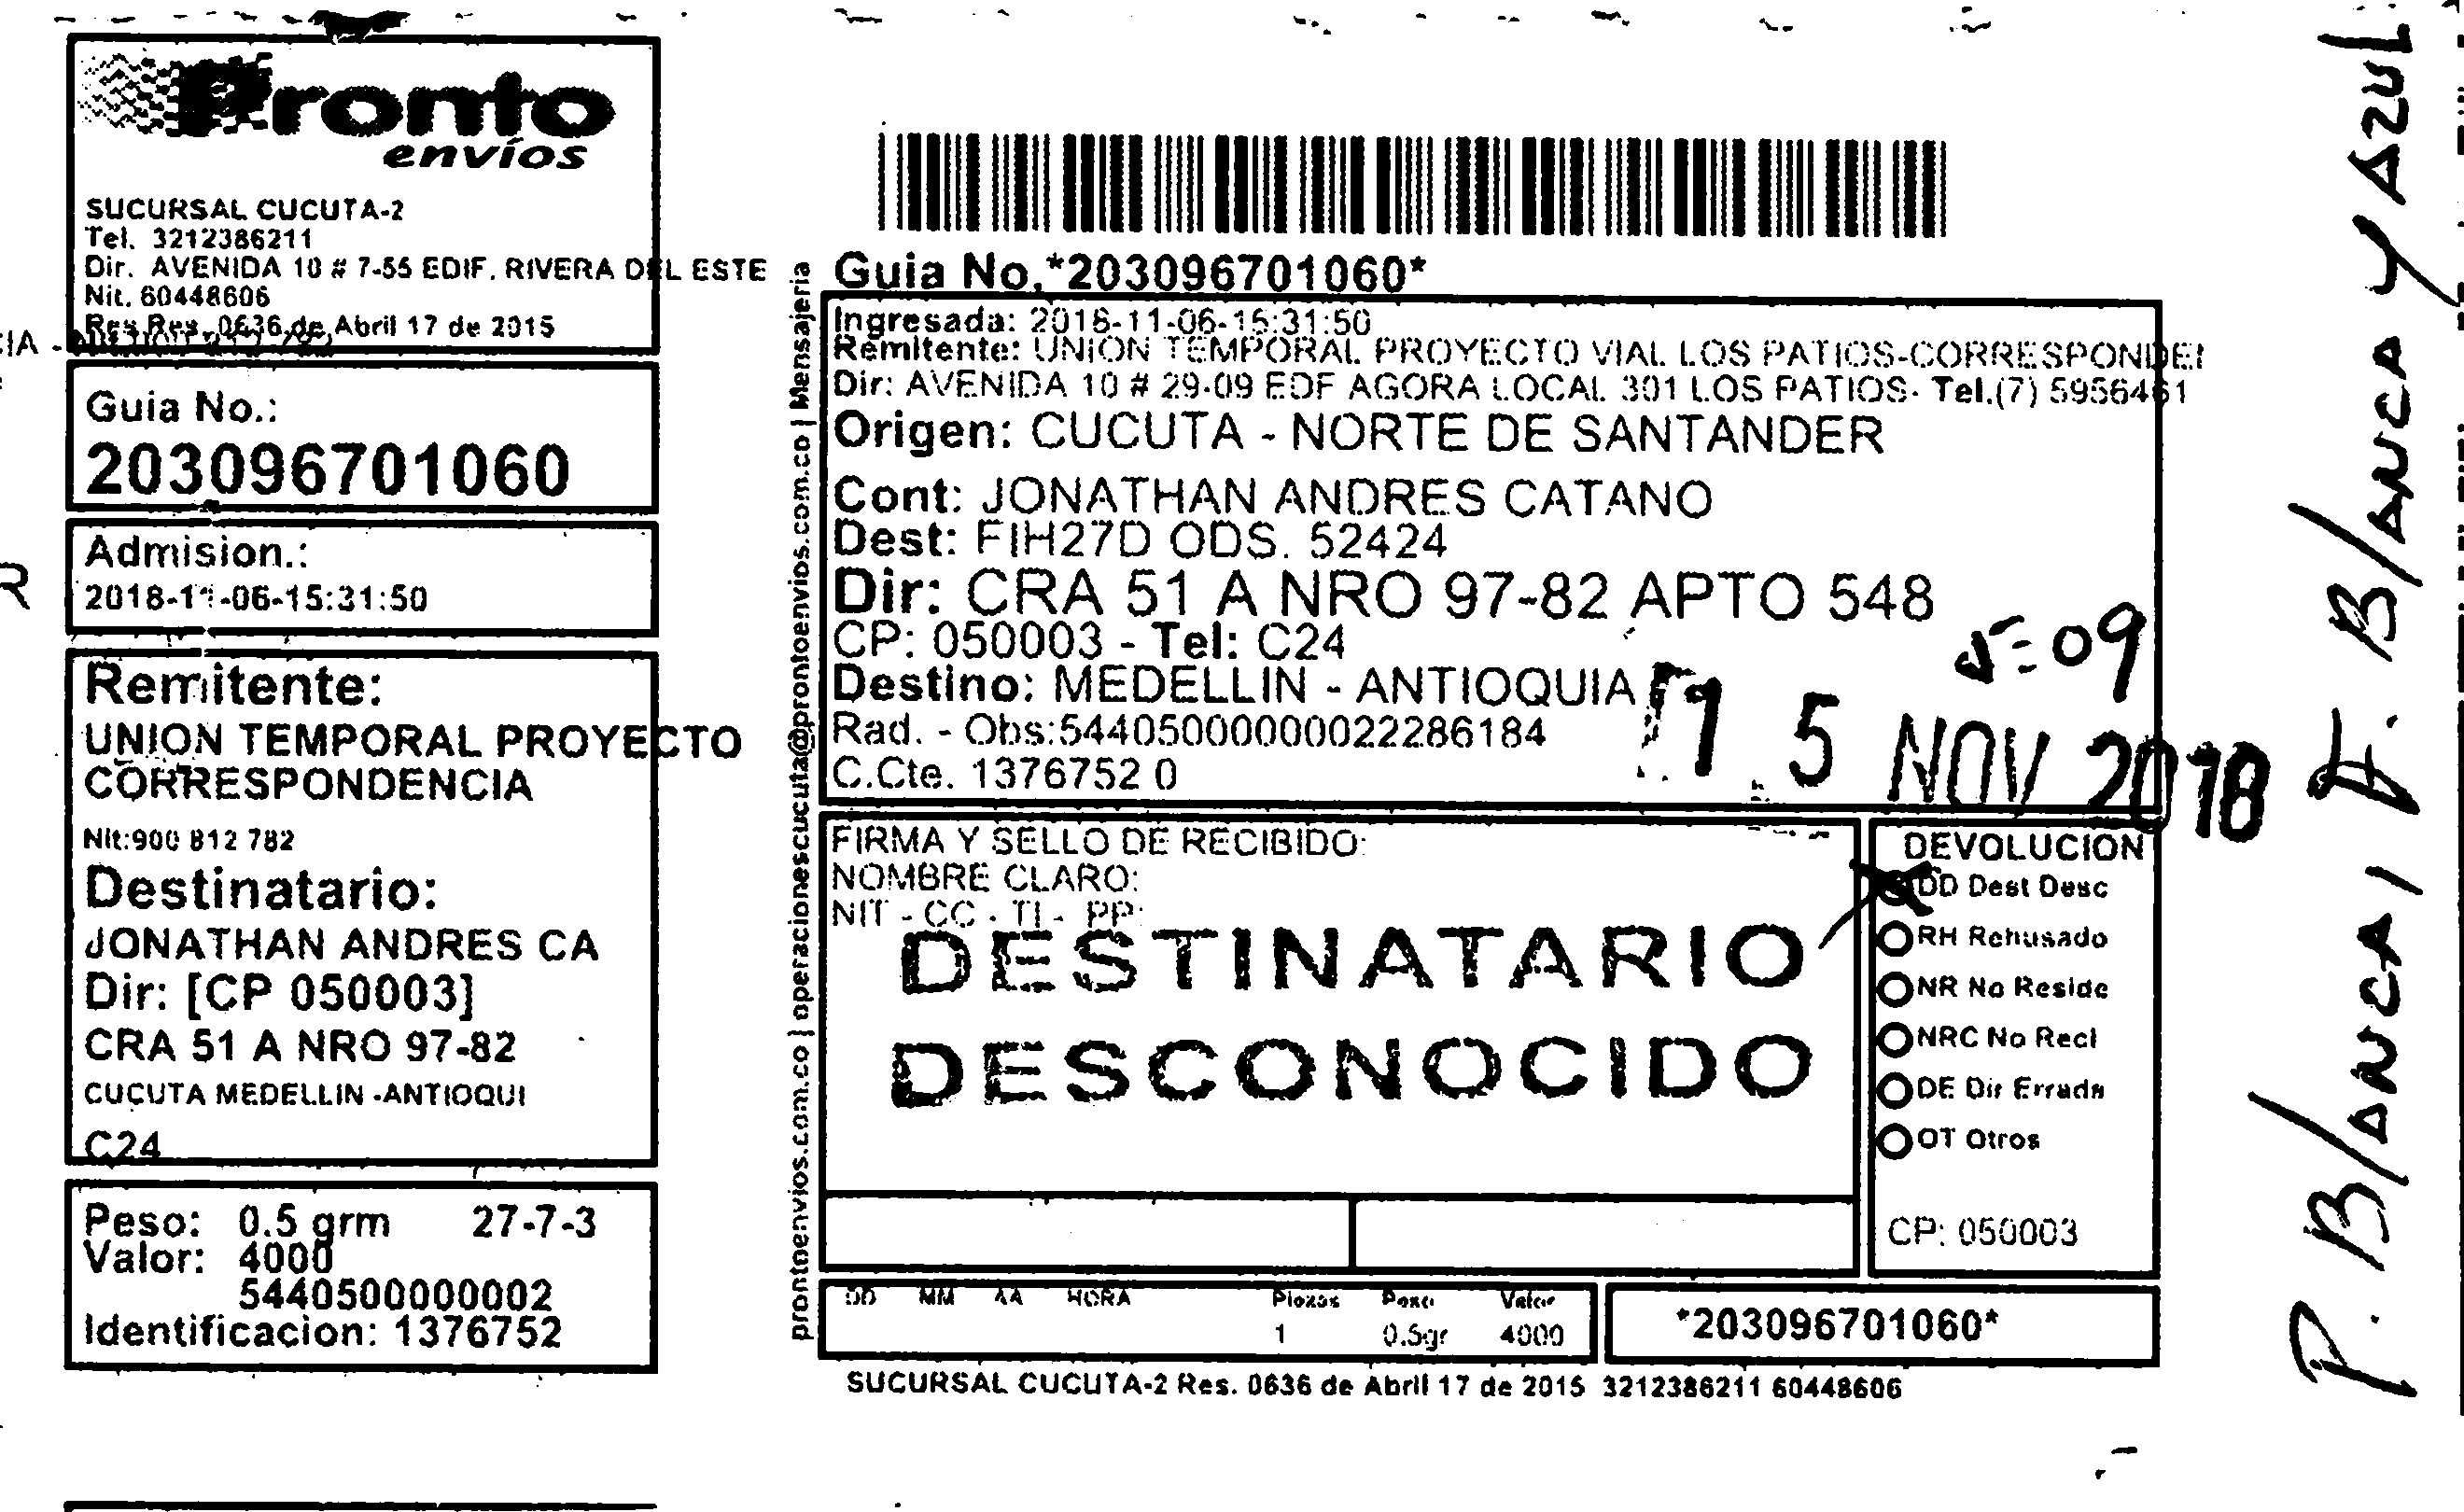 Pronto
envíos
SUCURSAL CUCUTA-2
Tel. 3212386211
Dir. AVENIDA 10 # 7-55 EDIF. RIVERA DEL ESTE
Nit. 60448606
Res Res. 0636 de Abril 17 de 2015
Guia No.:
203096701060
Admision.:
2018-11-06-15:31:50
Remitente:
UNION TEMPORAL PROYECTO
CORRESPONDENCIA
Nit:900 812 782
Destinatario:
JONATHAN ANDRES CA
Dir: [CP 050003]
CRA 51 A NRO 97-82
CUCUTA MEDELLIN -ANTIOQUI
C24
Peso: 0.5 grm 27-7-3
Valor: 4000
5440500000002
Identificacion: 1376752
prontoenvios.com.co | operacionescucuta@prontoenvios.com.co | Mensajeria
Guia No.*203096701060*
Ingresada: 2018-11-06-15:31:50
Remitente: UNION TEMPORAL PROYECTO VIAL LOS PATIOS-CORRESPONDEN
Dir: AVENIDA 10 # 29-09 EDF AGORA LOCAL 301 LOS PATIOS- Tel.(7) 5956461
Origen: CUCUTA - NORTE DE SANTANDER
Cont: JONATHAN ANDRES CATANO
Dest: FIH27D ODS. 52424
Dir: CRA 51 A NRO 97-82 APTO 548
CP: 050003 - Tel: C24
Destino: MEDELLIN - ANTIOQUIA
Rad. - Obs:544050000000022286184
C.Cte. 1376752 0
5:09
15 NOV 2018
FIRMA Y SELLO DE RECIBIDO:
NOMBRE CLARO:
NIT - CC - TI - PP:
DESTINATARIO
DESCONOCIDO
DEVOLUCION
DD Dest Desc
RH Rehusado
NR No Reside
NRC No Recl
DE Dir Errada
OT Otros
CP: 050003
DD MM AA HORA Piezas Peso Valor
1 0.5gr 4000
*203096701060*
SUCURSAL CUCUTA-2 Res. 0636 de Abril 17 de 2015 3212386211 60448606
P. Blanca, F. Blanca y Azul